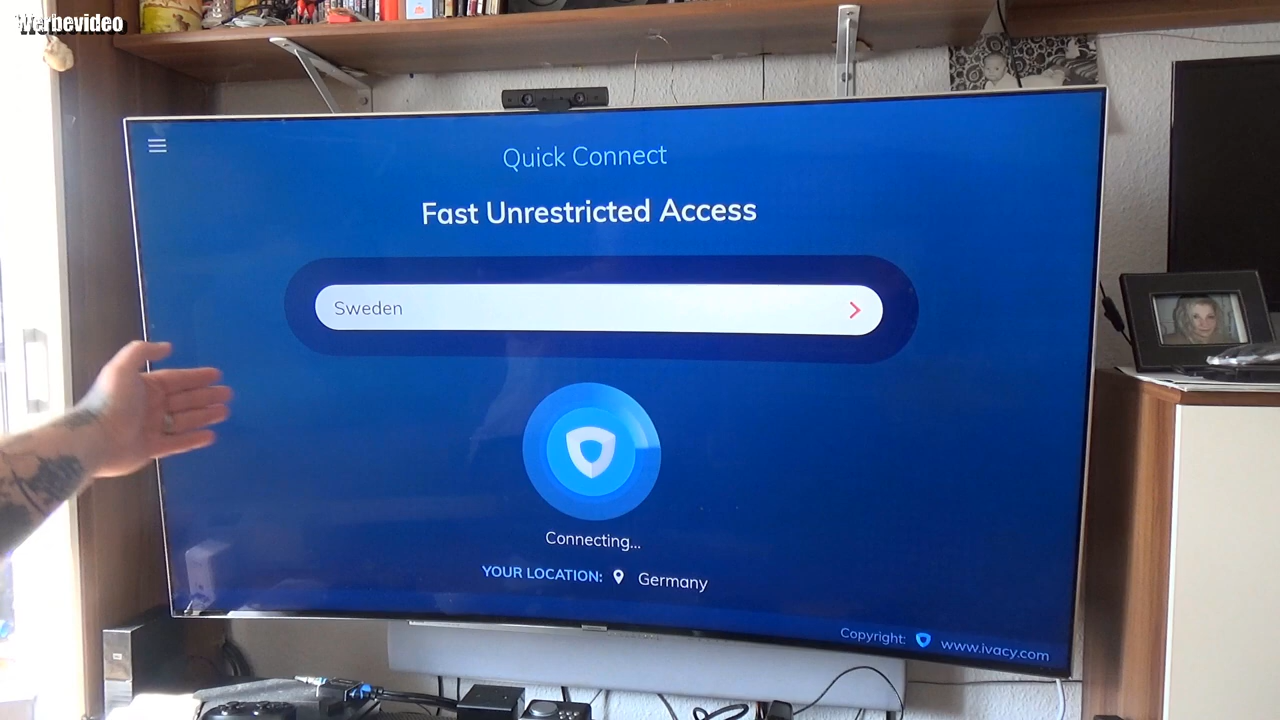 Werbevideo
Quick Connect
Fast Unrestricted Access
Sweden
Connecting...
YOUR LOCATION: Germany
Copyright: www.ivacy.com